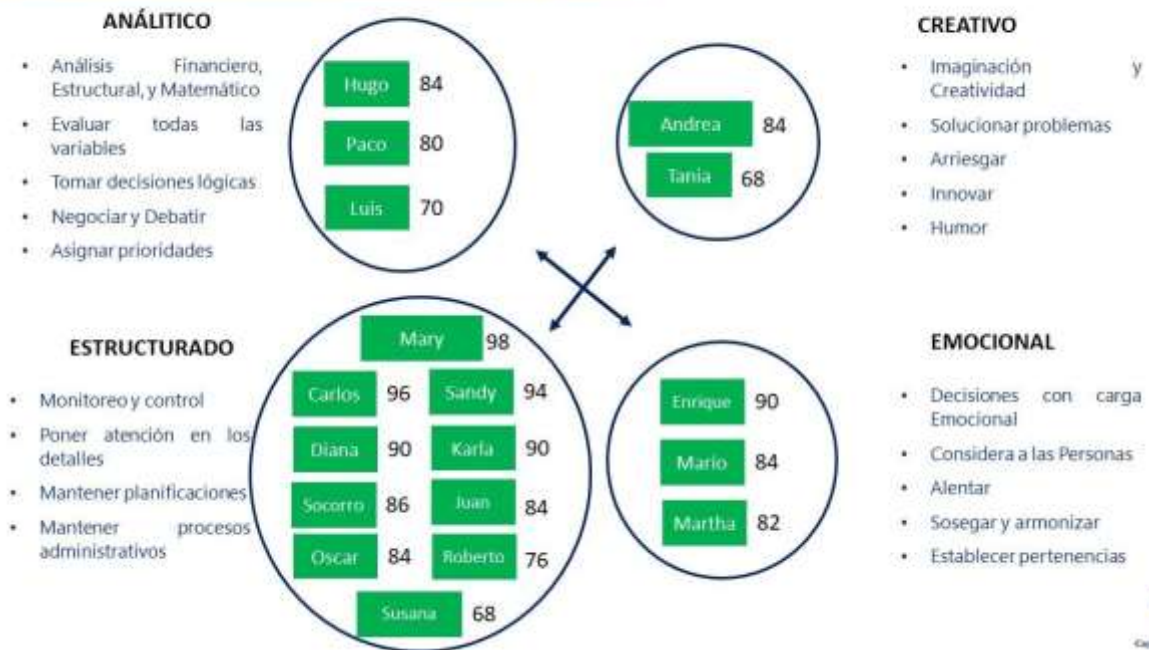 ANÁLITICO
• Análisis Financiero,
Estructural, y Matemático
• Evaluar todas las
variables
• Tomar decisiones lógicas
• Negociar y Debatir
• Asignar prioridades
Hugo 84
Paco 80
Luis 70
Andrea 84
Tania 68
CREATIVO
• Imaginación y
Creatividad
• Solucionar problemas
• Arriesgar
• Innovar
• Humor
ESTRUCTURADO
• Monitoreo y control
• Poner atención en los
detalles
• Mantener planificaciones
• Mantener procesos
administrativos
Mary 98
Carlos 96 Sandy 94
Diana 90 Karla 90
Socorro 86 Juan 84
Oscar 84 Roberto 76
Susana 68
Enrique 90
Mario 84
Martha 82
EMOCIONAL
• Decisiones con carga
Emocional
• Considera a las Personas
• Alentar
• Sosegar y armonizar
• Establecer pertenencias